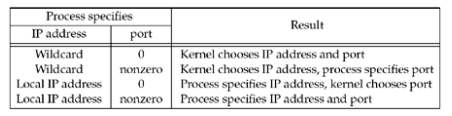 Process specifies
Result
IP address port
Wildcard 0 Kernel chooses IP address and port
Wildcard nonzero Kernel chooses IP address, process specifies port
Local IP address 0 Process specifies IP address, kernel chooses port
Local IP address nonzero Process specifies IP address and port